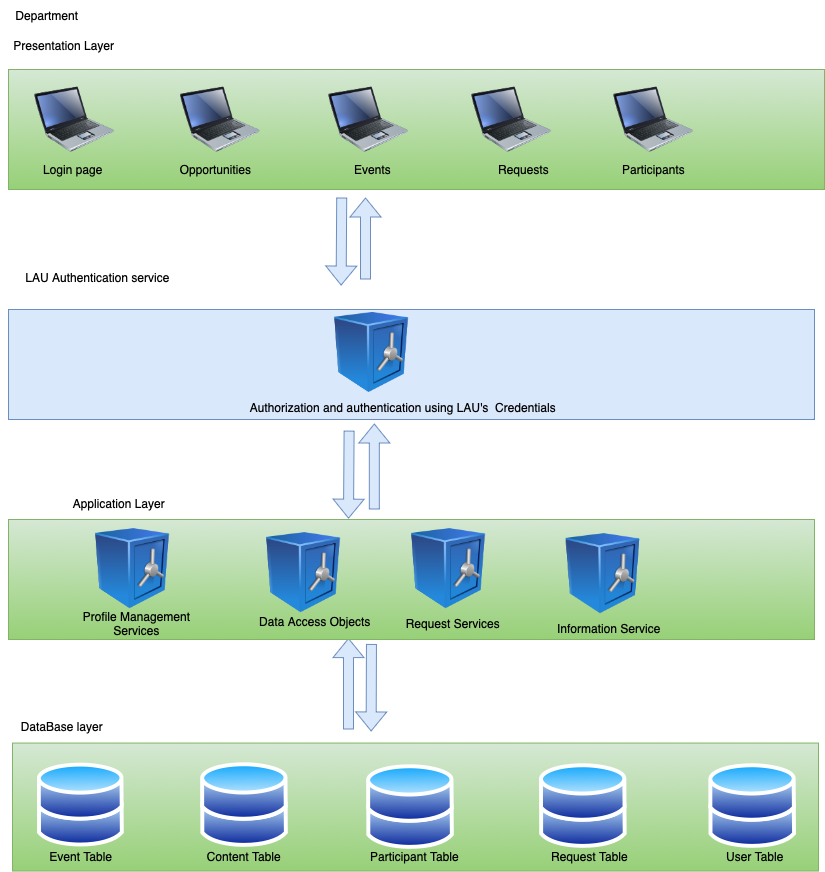 Department
Presentation Layer
Login page
Opportunities
Events
Requests
Participants
LAU Authentication service
Authorization and authentication using LAU's  Credentials
Application Layer
Profile Management
Services
Data Access Objects
Request Services
Information Service
DataBase layer
Event Table
Content Table
Participant Table
Request Table
User Table